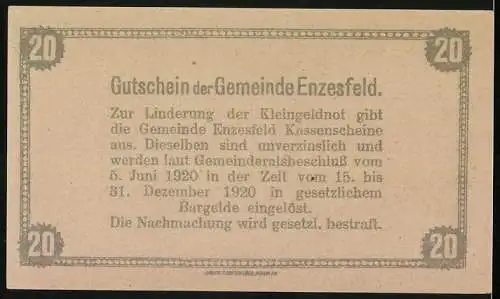 20 20
Gutschein der Gemeinde Enzesfeld.
Zur Linderung der Kleingeldnot gibt
die Gemeinde Enzesfeld Kassenscheine
aus. Dieselben sind unverzinslich und
werden laut Gemeinderatsbeschluß vom
5. Juni 1920 in der Zeit vom 15. bis
31. Dezember 1920 in gesetzlichem
Bargelde eingelöst.
Die Nachmachung wird gesetzl. bestraft.
20 20